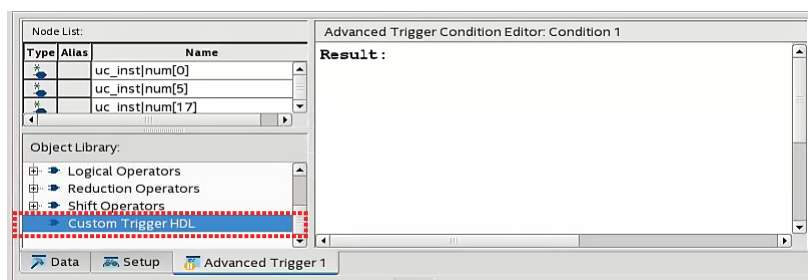 Node List:
Type Alias Name
uc_inst|num[0]
uc_inst|num[5]
uc_inst|num[17]
Object Library:
Logical Operators
Reduction Operators
Shift Operators
Custom Trigger HDL
Advanced Trigger Condition Editor: Condition 1
Result:
Data Setup Advanced Trigger 1